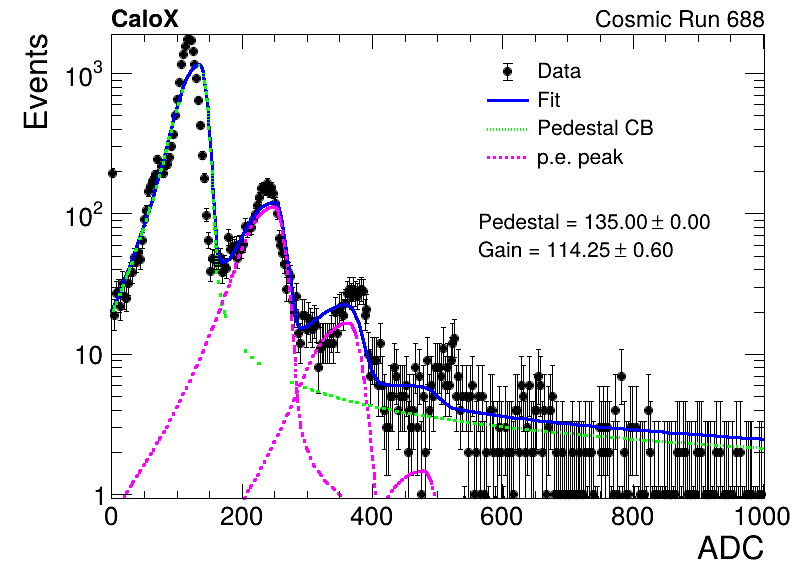 CaloX Cosmic Run 688
Events
Data
Fit
Pedestal CB
p.e. peak
Pedestal = 135.00 ± 0.00
Gain = 114.25 ± 0.60
10³
10²
10
1
0 200 400 600 800 1000
ADC